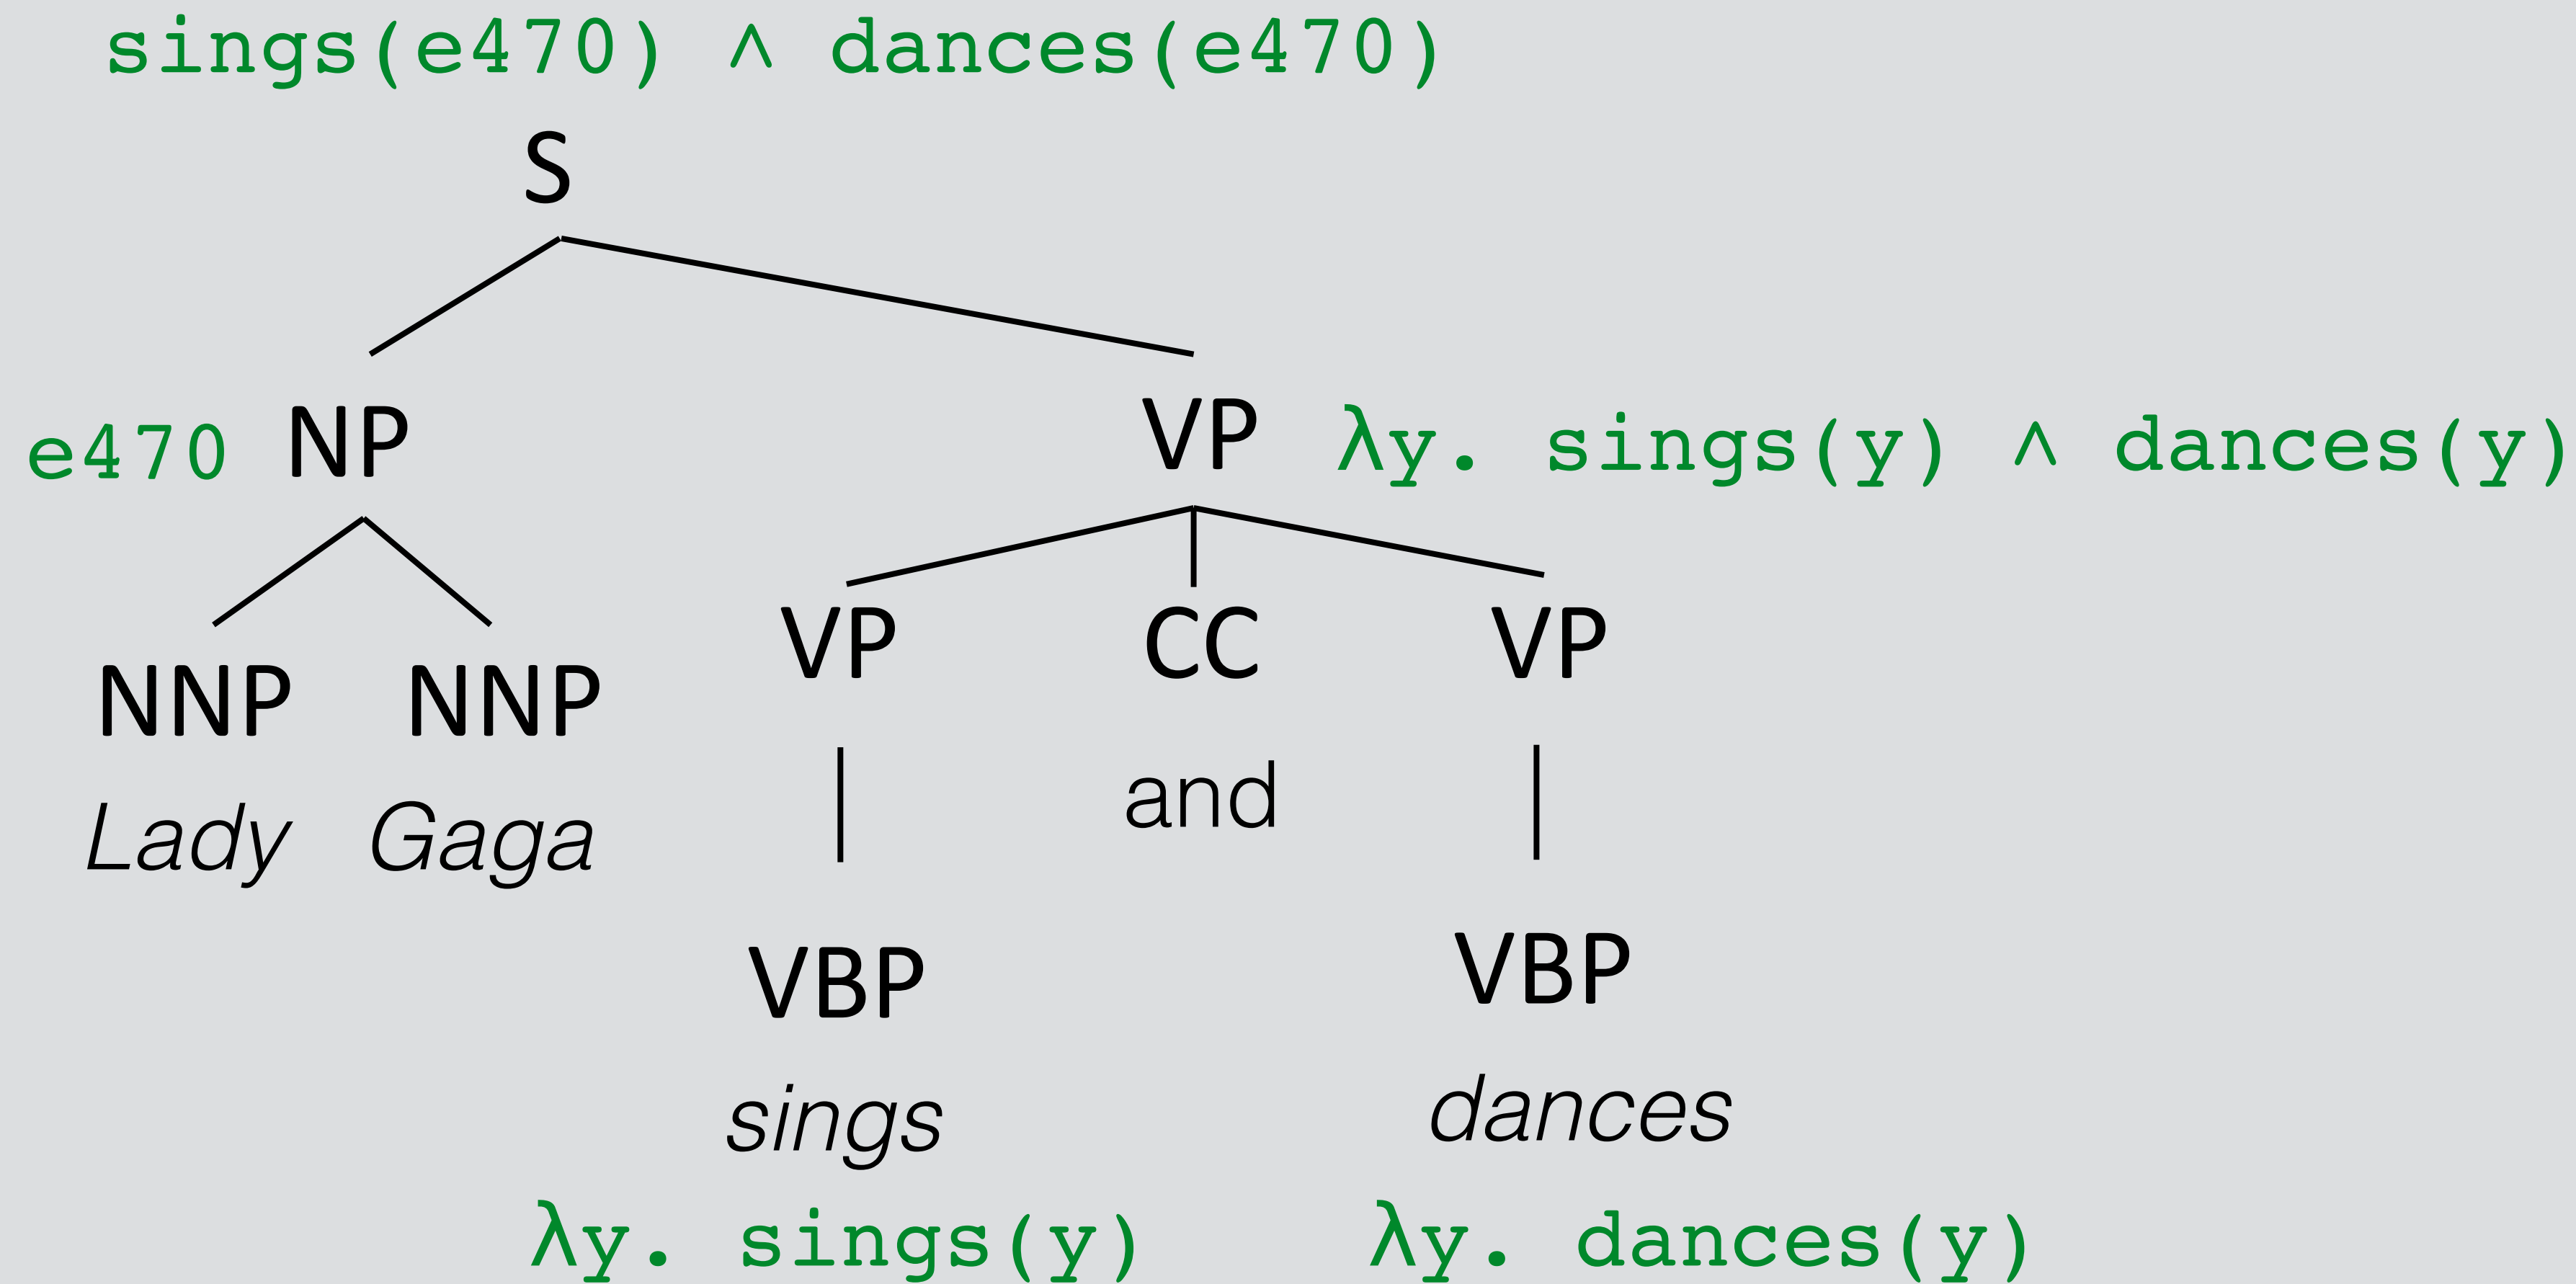 sings(e470) ∧ dances(e470)
S
e470 NP VP λy. sings(y) ∧ dances(y)
VP CC VP
NNP NNP
and
Lady Gaga
VBP VBP
sings dances
λy. sings(y) λy. dances(y)